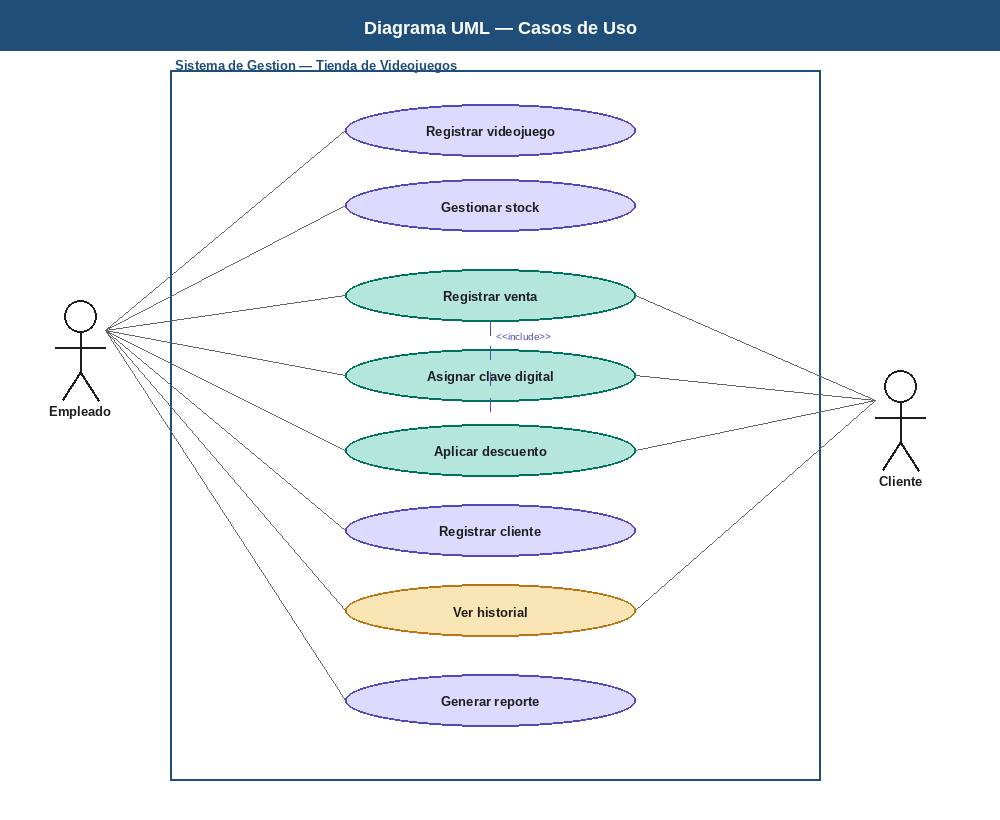 Diagrama UML — Casos de Uso
Sistema de Gestion — Tienda de Videojuegos
Registrar videojuego
Gestionar stock
Registrar venta
<<include>>
Asignar clave digital
Empleado
Aplicar descuento
Cliente
Registrar cliente
Ver historial
Generar reporte